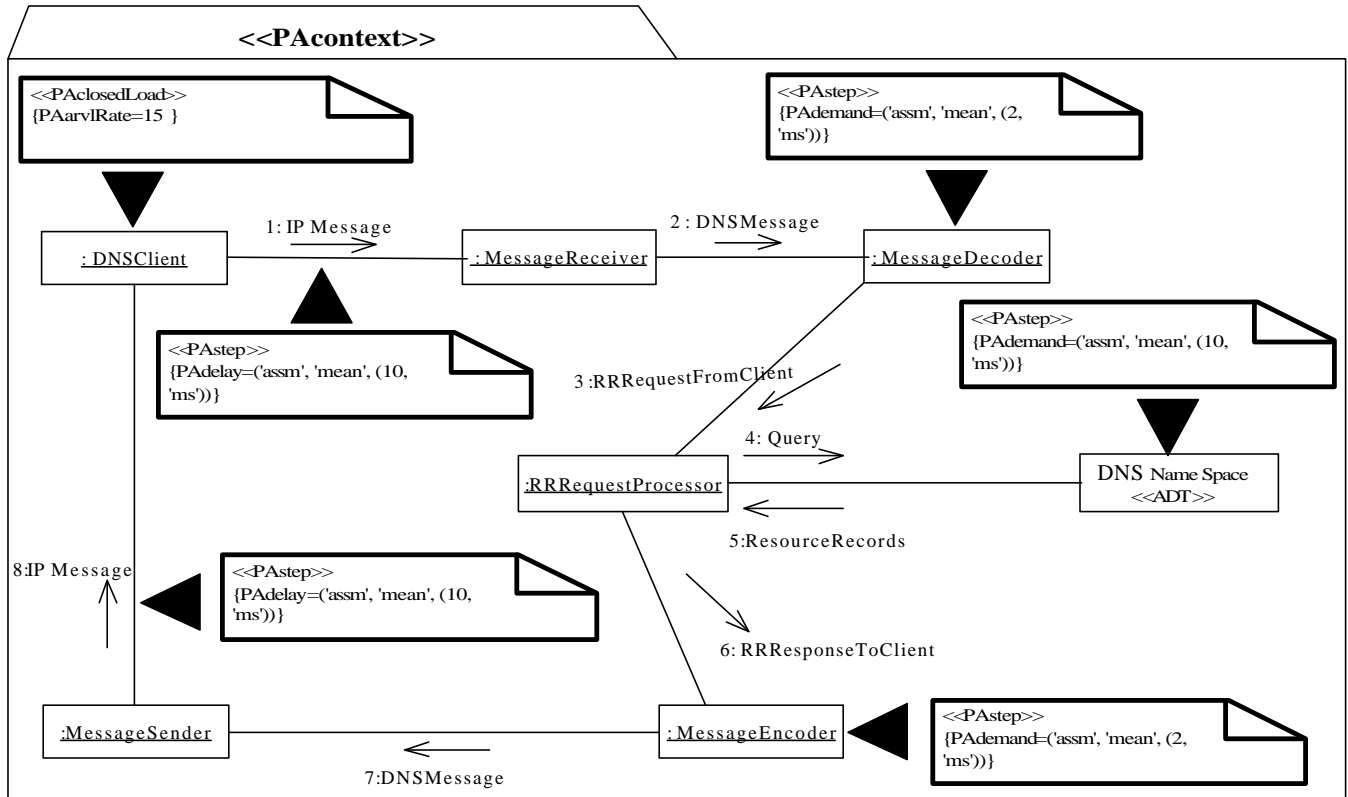 <<PAcontext>>
<<PAclosedLoad>>
{PAarvlRate=15 }
<<PAstep>>
{PAdemand=('assm', 'mean', (2,
'ms'))}
1: IP Message
2 : DNSMessage
: DNSClient
: MessageReceiver
: MessageDecoder
<<PAstep>>
{PAdelay=('assm', 'mean', (10,
'ms'))}
<<PAstep>>
{PAdemand=('assm', 'mean', (10,
'ms'))}
3 :RRRequestFromClient
4: Query
:RRRequestProcessor
DNS Name Space
<<ADT>>
5:ResourceRecords
8:IP Message
<<PAstep>>
{PAdelay=('assm', 'mean', (10,
'ms'))}
6: RRResponseToClient
:MessageSender
: MessageEncoder
<<PAstep>>
{PAdemand=('assm', 'mean', (2,
'ms'))}
7:DNSMessage